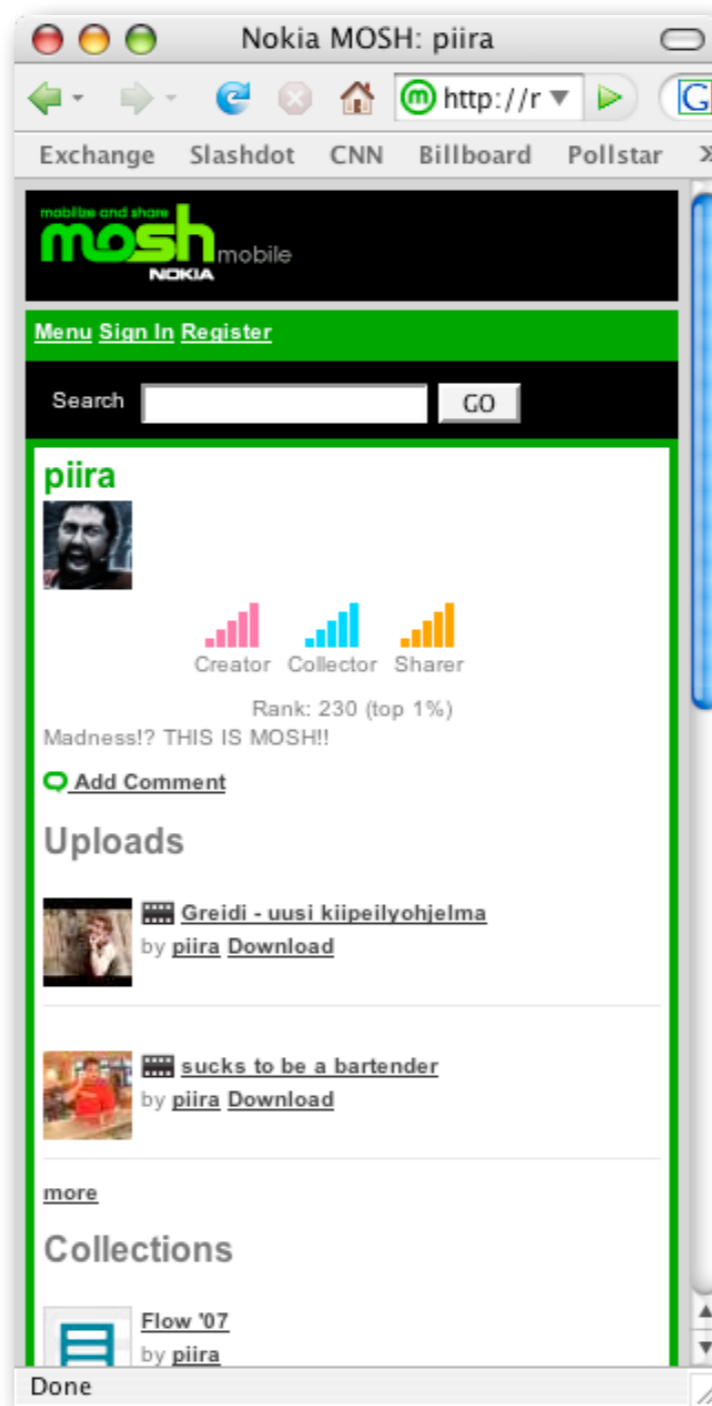 Nokia MOSH: piira
http://r
G
Exchange Slashdot CNN Billboard Pollstar »
mobilize and share
mosh mobile
NOKIA
Menu Sign In Register
Search GO
piira
Creator Collector Sharer
Rank: 230 (top 1%)
Madness!? THIS IS MOSH!!
Add Comment
Uploads
Greidi - uusi kiipeilyohjelma
by piira Download
sucks to be a bartender
by piira Download
more
Collections
Flow '07
by piira
Done